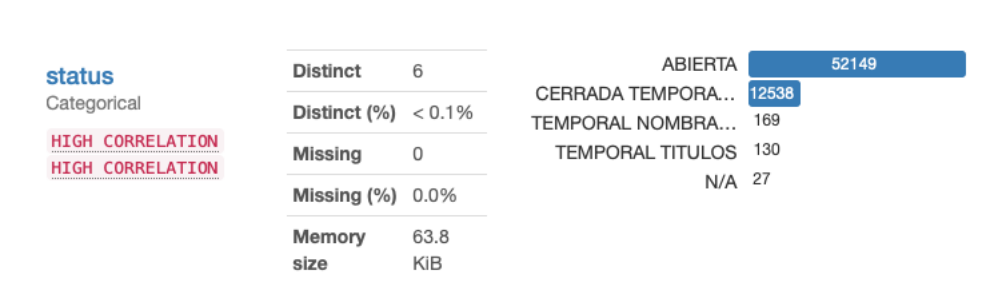 status
Categorical
HIGH CORRELATION
HIGH CORRELATION
Distinct 6
Distinct (%) < 0.1%
Missing 0
Missing (%) 0.0%
Memory size 63.8 KiB
ABIERTA 52149
CERRADA TEMPORA... 12538
TEMPORAL NOMBRA... 169
TEMPORAL TITULOS 130
N/A 27